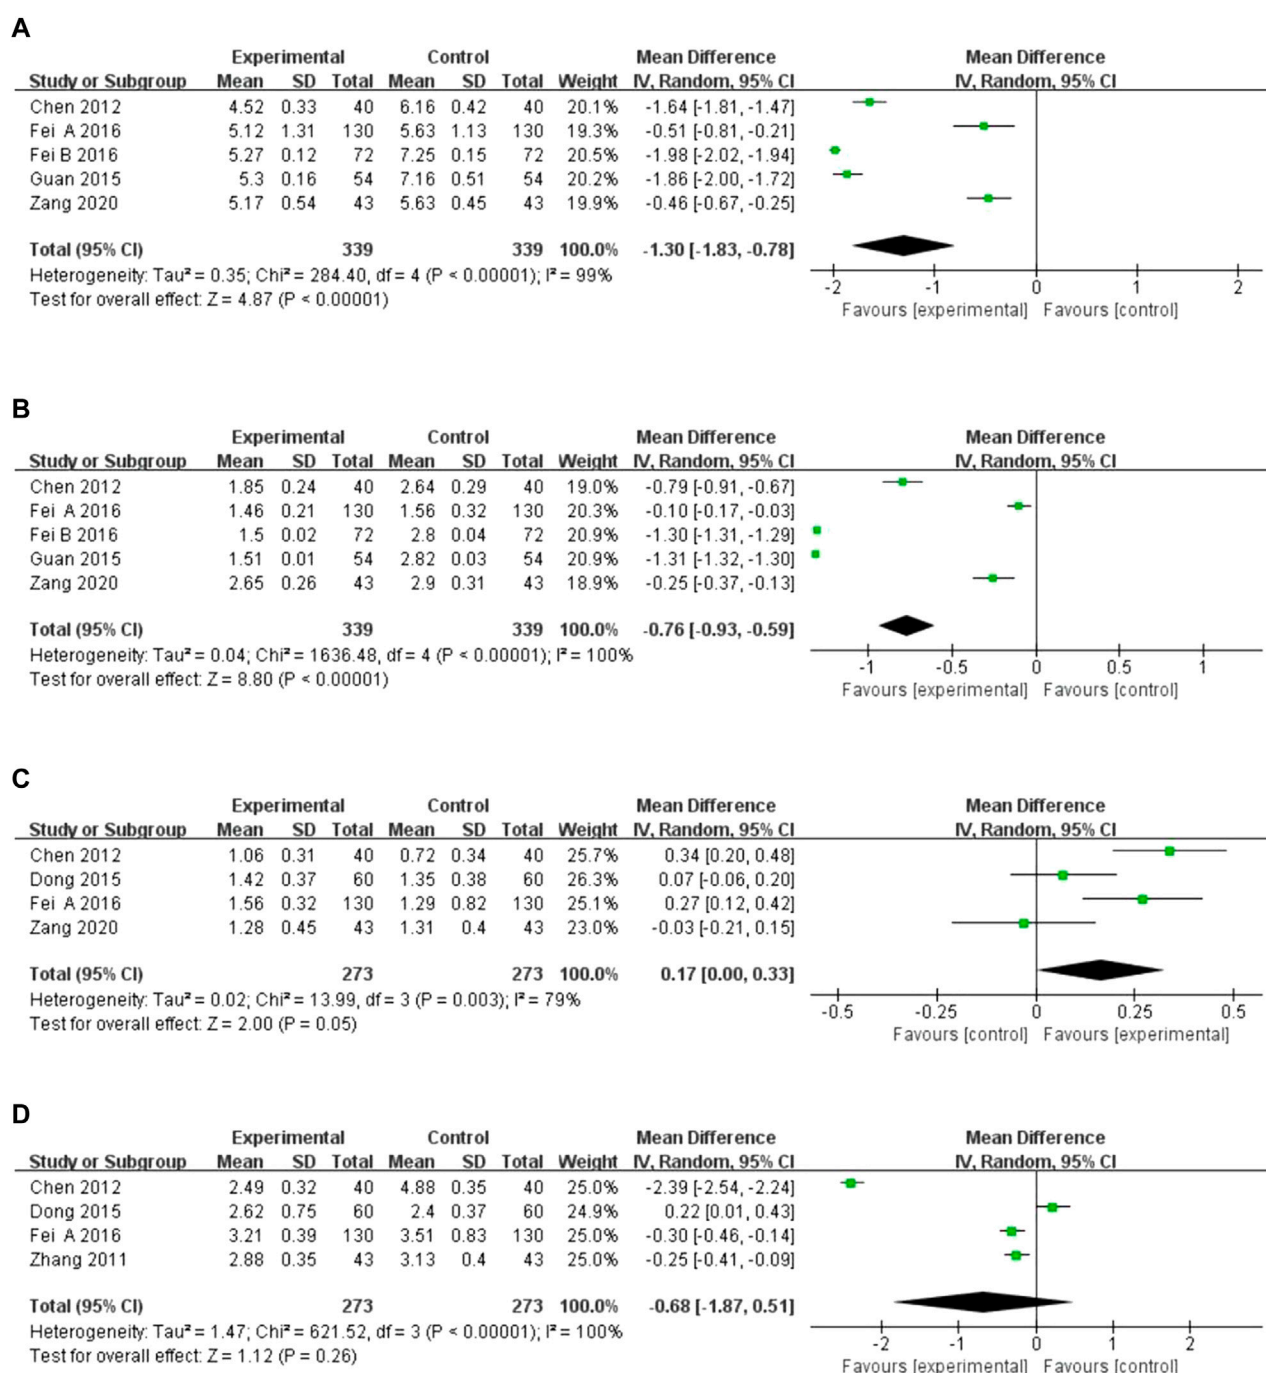 A
Experimental Control Mean Difference Mean Difference
Study or Subgroup Mean SD Total Mean SD Total Weight IV, Random, 95% CI IV, Random, 95% CI
Chen 2012 4.52 0.33 40 6.16 0.42 40 20.1% -1.64 [-1.81, -1.47]
Fei A 2016 5.12 1.31 130 5.63 1.13 130 19.3% -0.51 [-0.81, -0.21]
Fei B 2016 5.27 0.12 72 7.25 0.15 72 20.5% -1.98 [-2.02, -1.94]
Guan 2015 5.3 0.16 54 7.16 0.51 54 20.2% -1.86 [-2.00, -1.72]
Zang 2020 5.17 0.54 43 5.63 0.45 43 19.9% -0.46 [-0.67, -0.25]
Total (95% CI) 339 339 100.0% -1.30 [-1.83, -0.78]
Heterogeneity: Tau² = 0.35; Chi² = 284.40, df = 4 (P < 0.00001); I² = 99%
Test for overall effect: Z = 4.87 (P < 0.00001)
-2 -1 0 1 2
Favours [experimental] Favours [control]
B
Experimental Control Mean Difference Mean Difference
Study or Subgroup Mean SD Total Mean SD Total Weight IV, Random, 95% CI IV, Random, 95% CI
Chen 2012 1.85 0.24 40 2.64 0.29 40 19.0% -0.79 [-0.91, -0.67]
Fei A 2016 1.46 0.21 130 1.56 0.32 130 20.3% -0.10 [-0.17, -0.03]
Fei B 2016 1.5 0.02 72 2.8 0.04 72 20.9% -1.30 [-1.31, -1.29]
Guan 2015 1.51 0.01 54 2.82 0.03 54 20.9% -1.31 [-1.32, -1.30]
Zang 2020 2.65 0.26 43 2.9 0.31 43 18.9% -0.25 [-0.37, -0.13]
Total (95% CI) 339 339 100.0% -0.76 [-0.93, -0.59]
Heterogeneity: Tau² = 0.04; Chi² = 1636.48, df = 4 (P < 0.00001); I² = 100%
Test for overall effect: Z = 8.80 (P < 0.00001)
-1 -0.5 0 0.5 1
Favours [experimental] Favours [control]
C
Experimental Control Mean Difference Mean Difference
Study or Subgroup Mean SD Total Mean SD Total Weight IV, Random, 95% CI IV, Random, 95% CI
Chen 2012 1.06 0.31 40 0.72 0.34 40 25.7% 0.34 [0.20, 0.48]
Dong 2015 1.42 0.37 60 1.35 0.38 60 26.3% 0.07 [-0.06, 0.20]
Fei A 2016 1.56 0.32 130 1.29 0.82 130 25.1% 0.27 [0.12, 0.42]
Zang 2020 1.28 0.45 43 1.31 0.4 43 23.0% -0.03 [-0.21, 0.15]
Total (95% CI) 273 273 100.0% 0.17 [0.00, 0.33]
Heterogeneity: Tau² = 0.02; Chi² = 13.99, df = 3 (P = 0.003); I² = 79%
Test for overall effect: Z = 2.00 (P = 0.05)
-0.5 -0.25 0 0.25 0.5
Favours [control] Favours [experimental]
D
Experimental Control Mean Difference Mean Difference
Study or Subgroup Mean SD Total Mean SD Total Weight IV, Random, 95% CI IV, Random, 95% CI
Chen 2012 2.49 0.32 40 4.88 0.35 40 25.0% -2.39 [-2.54, -2.24]
Dong 2015 2.62 0.75 60 2.4 0.37 60 24.9% 0.22 [0.01, 0.43]
Fei A 2016 3.21 0.39 130 3.51 0.83 130 25.0% -0.30 [-0.46, -0.14]
Zhang 2011 2.88 0.35 43 3.13 0.4 43 25.0% -0.25 [-0.41, -0.09]
Total (95% CI) 273 273 100.0% -0.68 [-1.87, 0.51]
Heterogeneity: Tau² = 1.47; Chi² = 621.52, df = 3 (P < 0.00001); I² = 100%
Test for overall effect: Z = 1.12 (P = 0.26)
-2 -1 0 1 2
Favours [experimental] Favours [control]